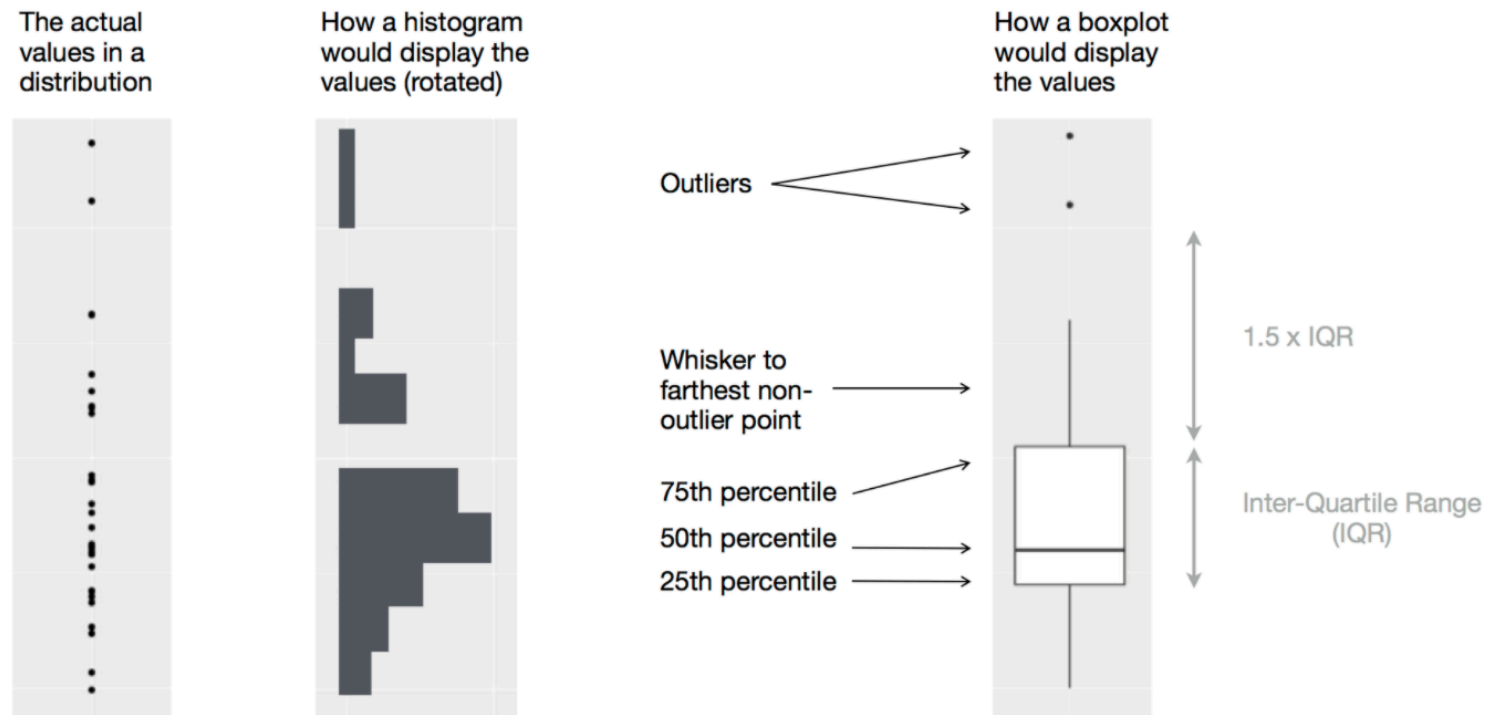 The actual
values in a
distribution
How a histogram
would display the
values (rotated)
How a boxplot
would display
the values
Outliers
1.5 x IQR
Whisker to
farthest non-
outlier point
75th percentile
50th percentile
25th percentile
Inter-Quartile Range
(IQR)